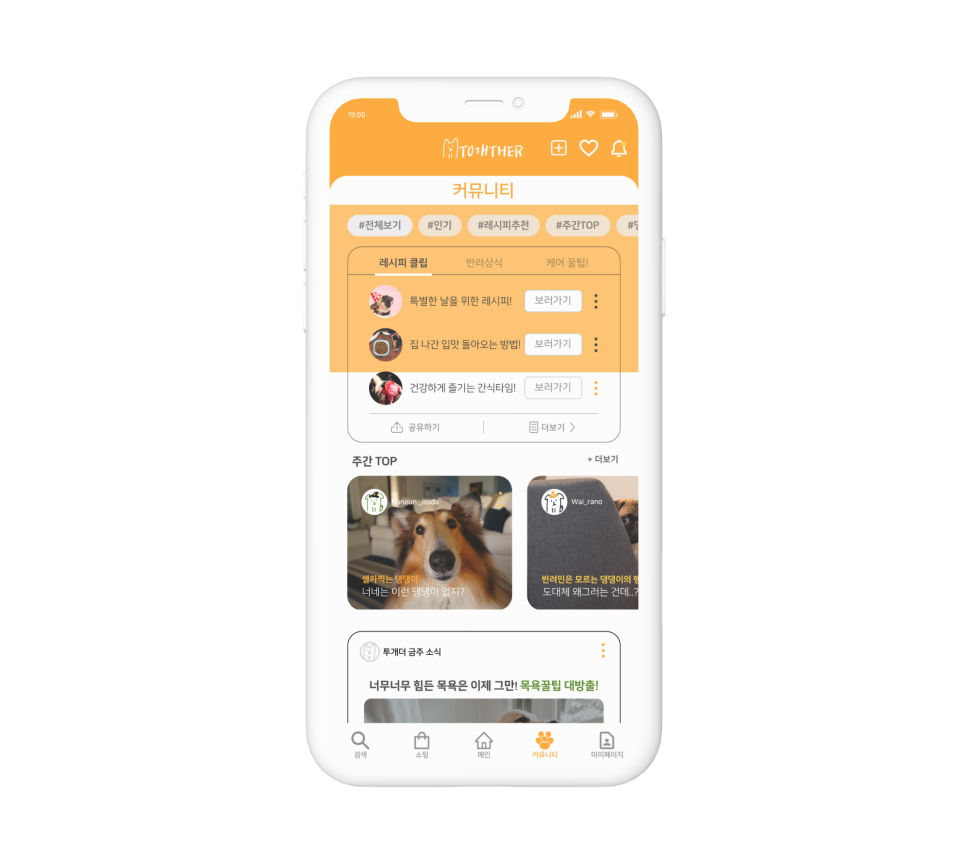 19:00
TOGHTHER
커뮤니티
#전체보기 #인기 #레시피추천 #주간TOP
레시피 클립 반려상식 케어 꿀팁!
특별한 날을 위한 레시피! 보러가기
집 나간 입맛 돌아오는 방법! 보러가기
건강하게 즐기는 간식타임! 보러가기
공유하기 더보기
주간 TOP + 더보기
Wai_rano
셀카찍는 댕댕이
너네는 이런 댕댕이 없지?
반려인은 모르는 댕댕이의
도대체 왜그러는 건데..?
투개더 금주 소식
너무너무 힘든 목욕은 이제 그만! 목욕꿀팁 대방출!
검색 쇼핑 메인 커뮤니티 마이페이지